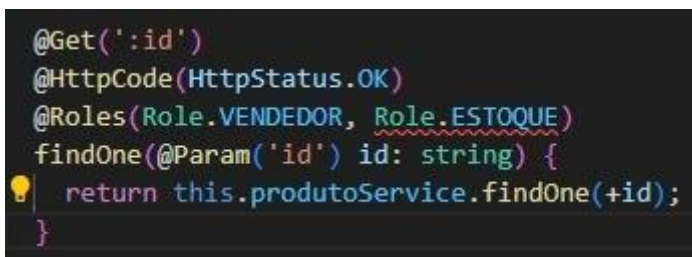 @Get(':id')
@HttpCode(HttpStatus.OK)
@Roles(Role.VENDEDOR, Role.ESTOQUE)
findOne(@Param('id') id: string) {
return this.produtoService.findOne(+id);
}